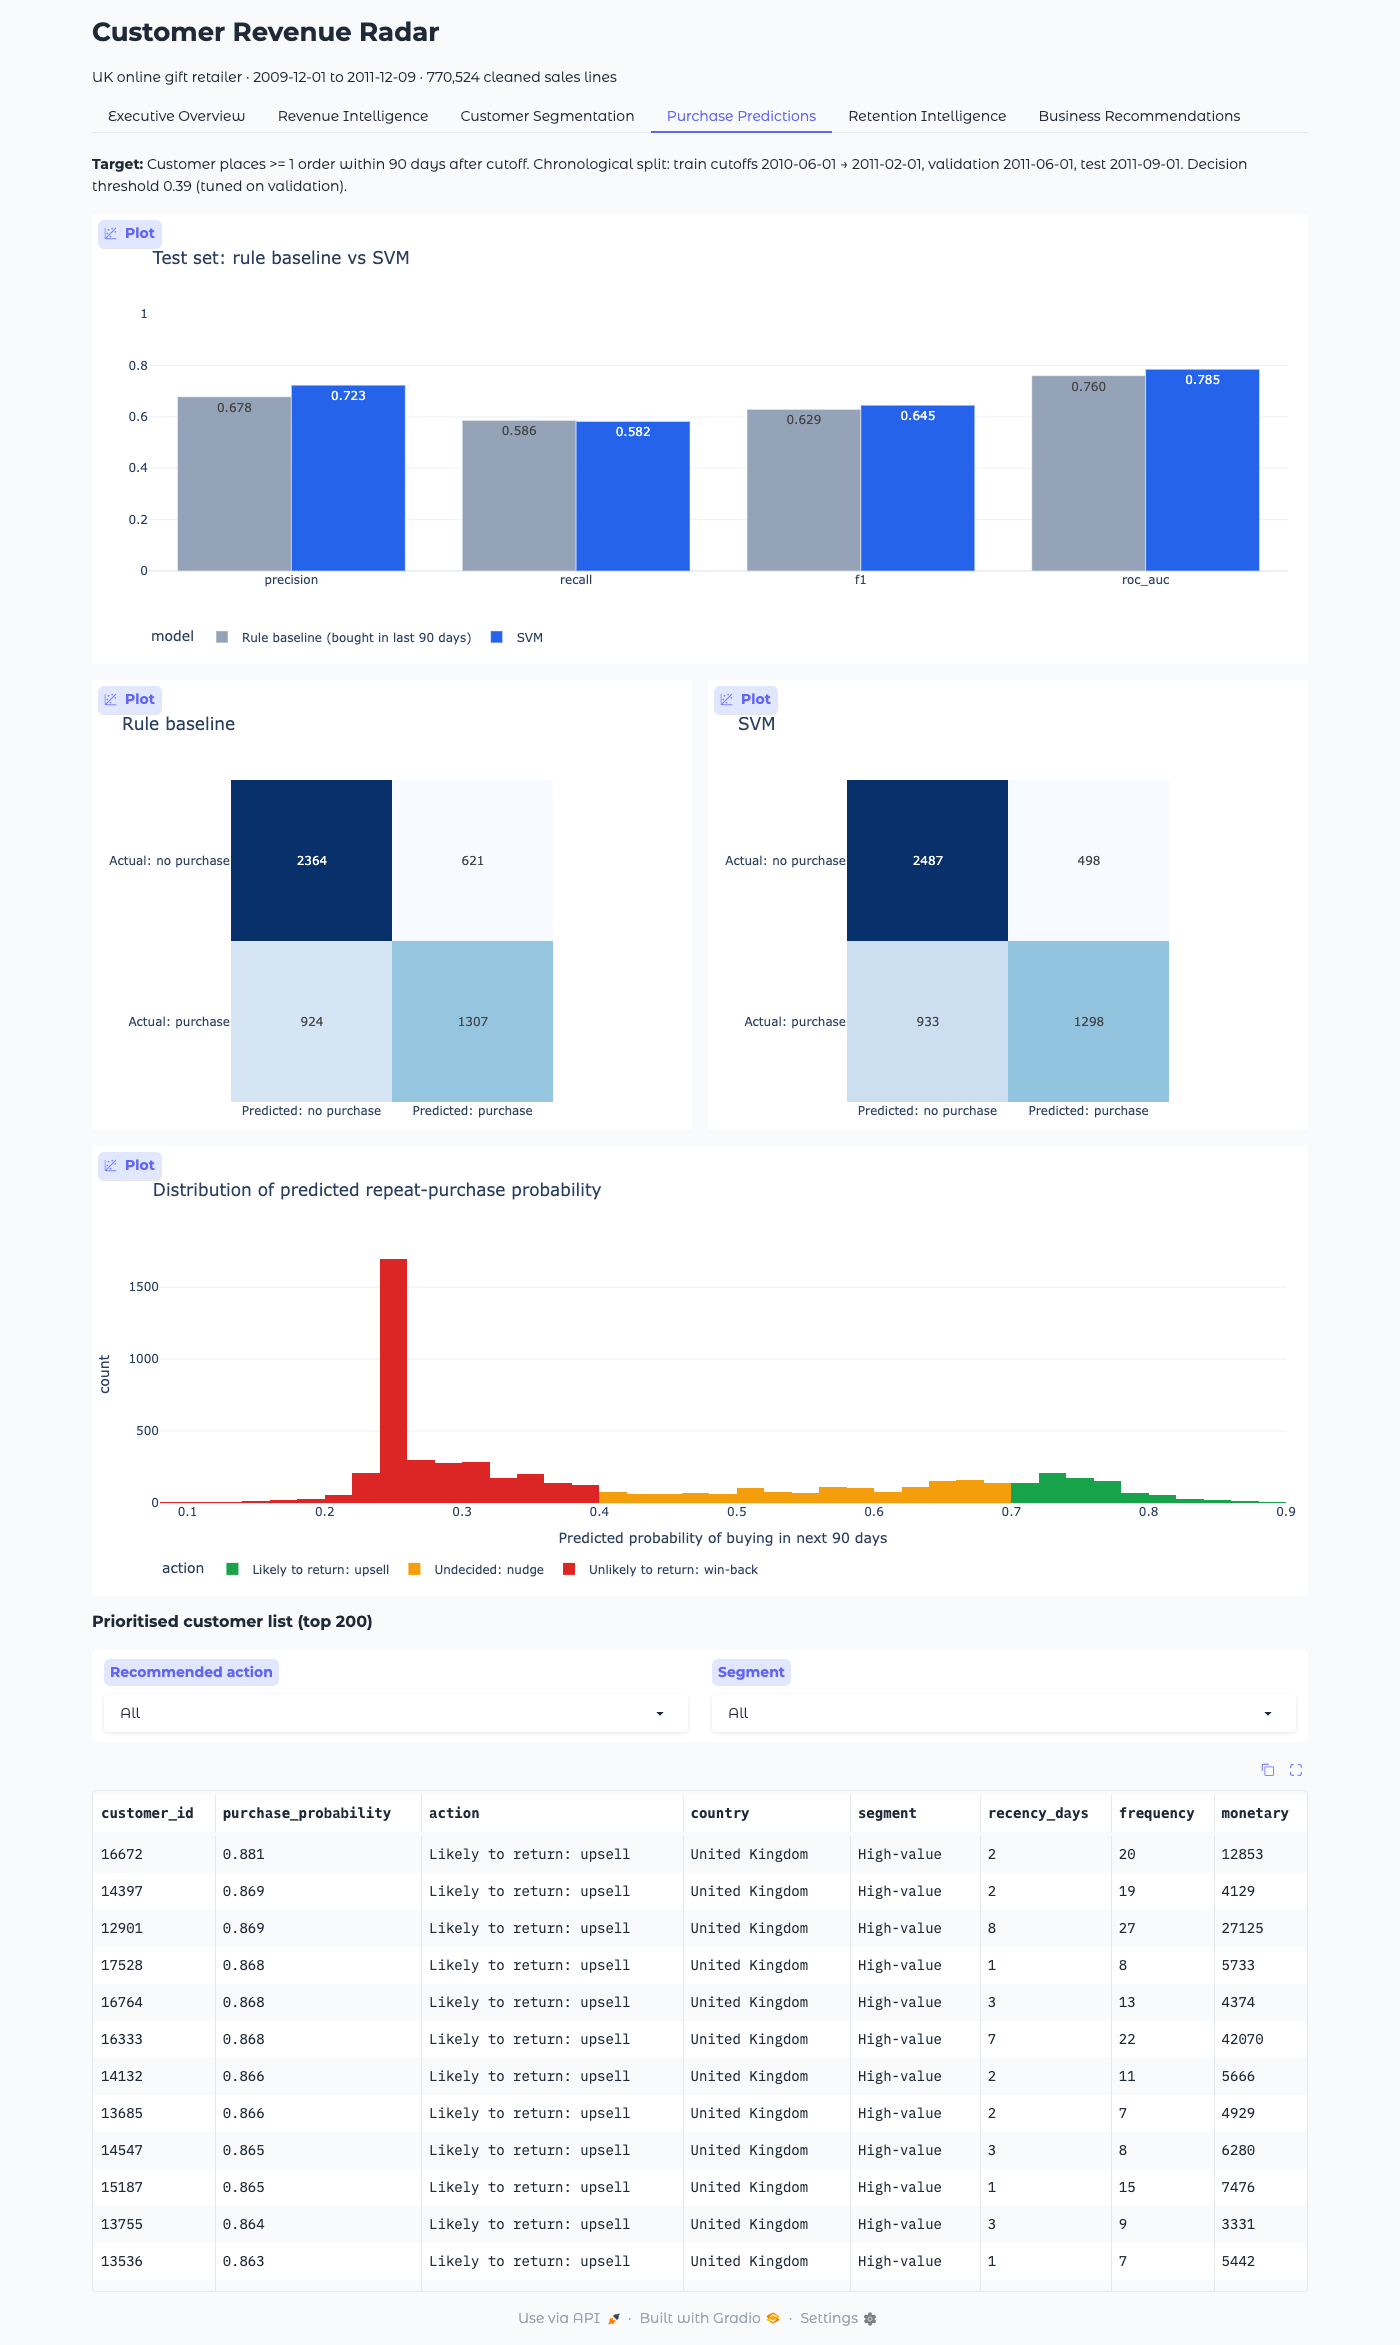 Customer Revenue Radar
UK online gift retailer · 2009-12-01 to 2011-12-09 · 770,524 cleaned sales lines
Executive Overview Revenue Intelligence Customer Segmentation Purchase Predictions Retention Intelligence Business Recommendations
Target: Customer places >= 1 order within 90 days after cutoff. Chronological split: train cutoffs 2010-06-01 → 2011-02-01, validation 2011-06-01, test 2011-09-01. Decision
threshold 0.39 (tuned on validation).
Plot
Test set: rule baseline vs SVM
1
0.8
0.6
0.4
0.2
0
0.678 0.723 0.586 0.582 0.629 0.645 0.760 0.785
precision recall f1 roc_auc
model Rule baseline (bought in last 90 days) SVM
Plot
Rule baseline
Actual: no purchase 2364 621
Actual: purchase 924 1307
Predicted: no purchase Predicted: purchase
Plot
SVM
Actual: no purchase 2487 498
Actual: purchase 933 1298
Predicted: no purchase Predicted: purchase
Plot
Distribution of predicted repeat-purchase probability
count
1500
1000
500
0
0.1 0.2 0.3 0.4 0.5 0.6 0.7 0.8 0.9
Predicted probability of buying in next 90 days
action Likely to return: upsell Undecided: nudge Unlikely to return: win-back
Prioritised customer list (top 200)
Recommended action Segment
All All
customer_id purchase_probability action country segment recency_days frequency monetary
16672 0.881 Likely to return: upsell United Kingdom High-value 2 20 12853
14397 0.869 Likely to return: upsell United Kingdom High-value 2 19 4129
12901 0.869 Likely to return: upsell United Kingdom High-value 8 27 27125
17528 0.868 Likely to return: upsell United Kingdom High-value 1 8 5733
16764 0.868 Likely to return: upsell United Kingdom High-value 3 13 4374
16333 0.868 Likely to return: upsell United Kingdom High-value 7 22 42070
14132 0.866 Likely to return: upsell United Kingdom High-value 2 11 5666
13685 0.866 Likely to return: upsell United Kingdom High-value 2 7 4929
14547 0.865 Likely to return: upsell United Kingdom High-value 3 8 6280
15187 0.865 Likely to return: upsell United Kingdom High-value 1 15 7476
13755 0.864 Likely to return: upsell United Kingdom High-value 3 9 3331
13536 0.863 Likely to return: upsell United Kingdom High-value 1 7 5442
Use via API · Built with Gradio · Settings